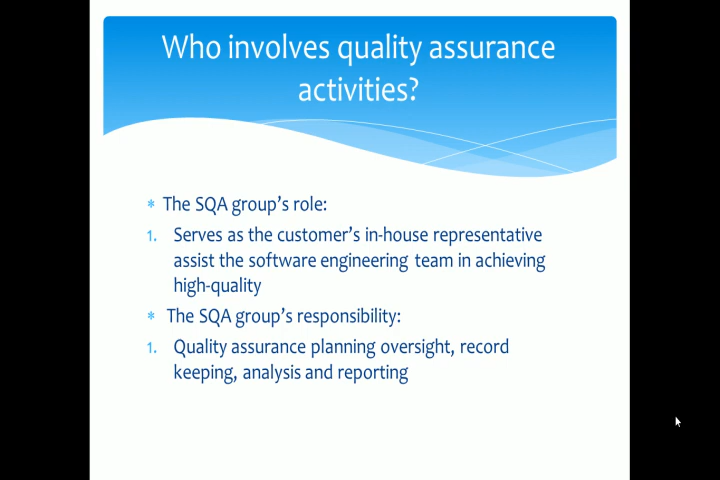 Who involves quality assurance
activities?
* The SQA group's role:
1. Serves as the customer's in-house representative
assist the software engineering team in achieving
high-quality
* The SQA group's responsibility:
1. Quality assurance planning oversight, record
keeping, analysis and reporting